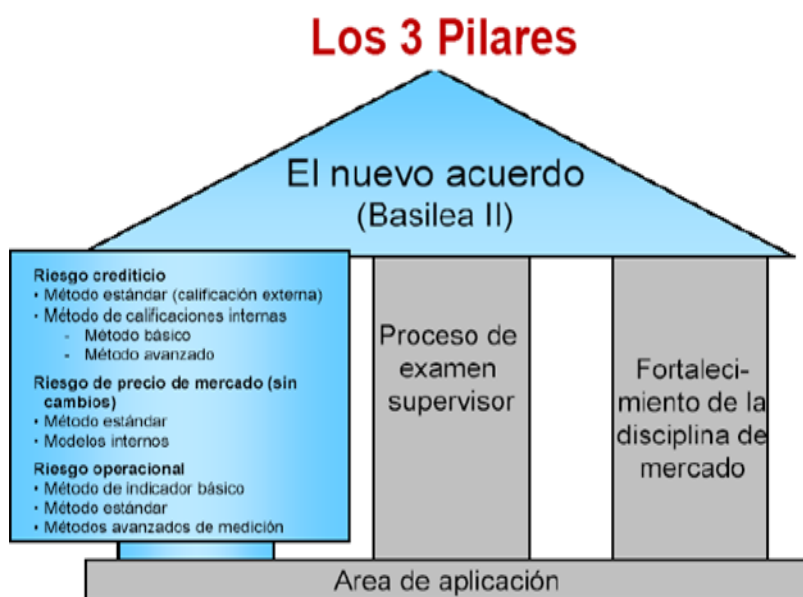 Los 3 Pilares
El nuevo acuerdo
(Basilea II)
Riesgo crediticio
• Método estándar (calificación externa)
• Método de calificaciones internas
- Método básico
- Método avanzado
Riesgo de precio de mercado (sin
cambios)
• Método estándar
• Modelos internos
Riesgo operacional
• Método de indicador básico
• Método estándar
• Métodos avanzados de medición
Proceso de
examen
supervisor
Fortaleci-
miento de la
disciplina de
mercado
Area de aplicación